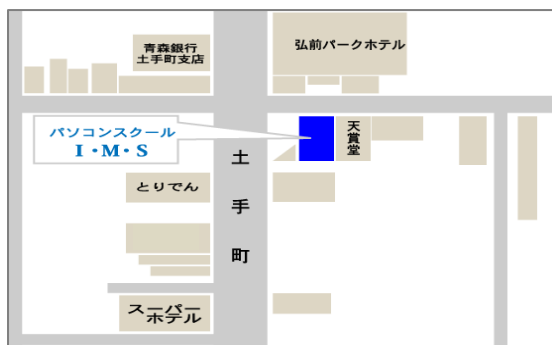 青森銀行
土手町支店
弘前パークホテル
パソコンスクール
I・M・S
天賞堂
土手町
とりでん
スーパー
ホテル